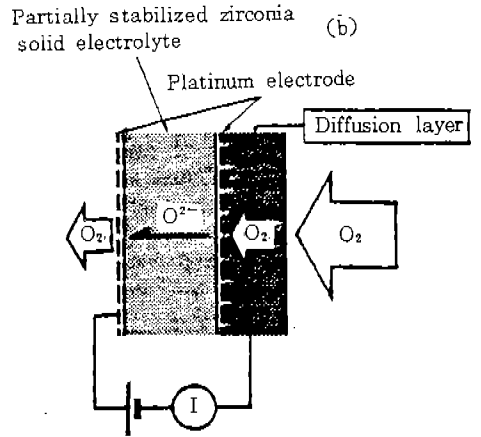 Partially stabilized zirconia
solid electrolyte
(b)
Platinum electrode
Diffusion layer
O₂
O²⁻
O₂
O₂
I